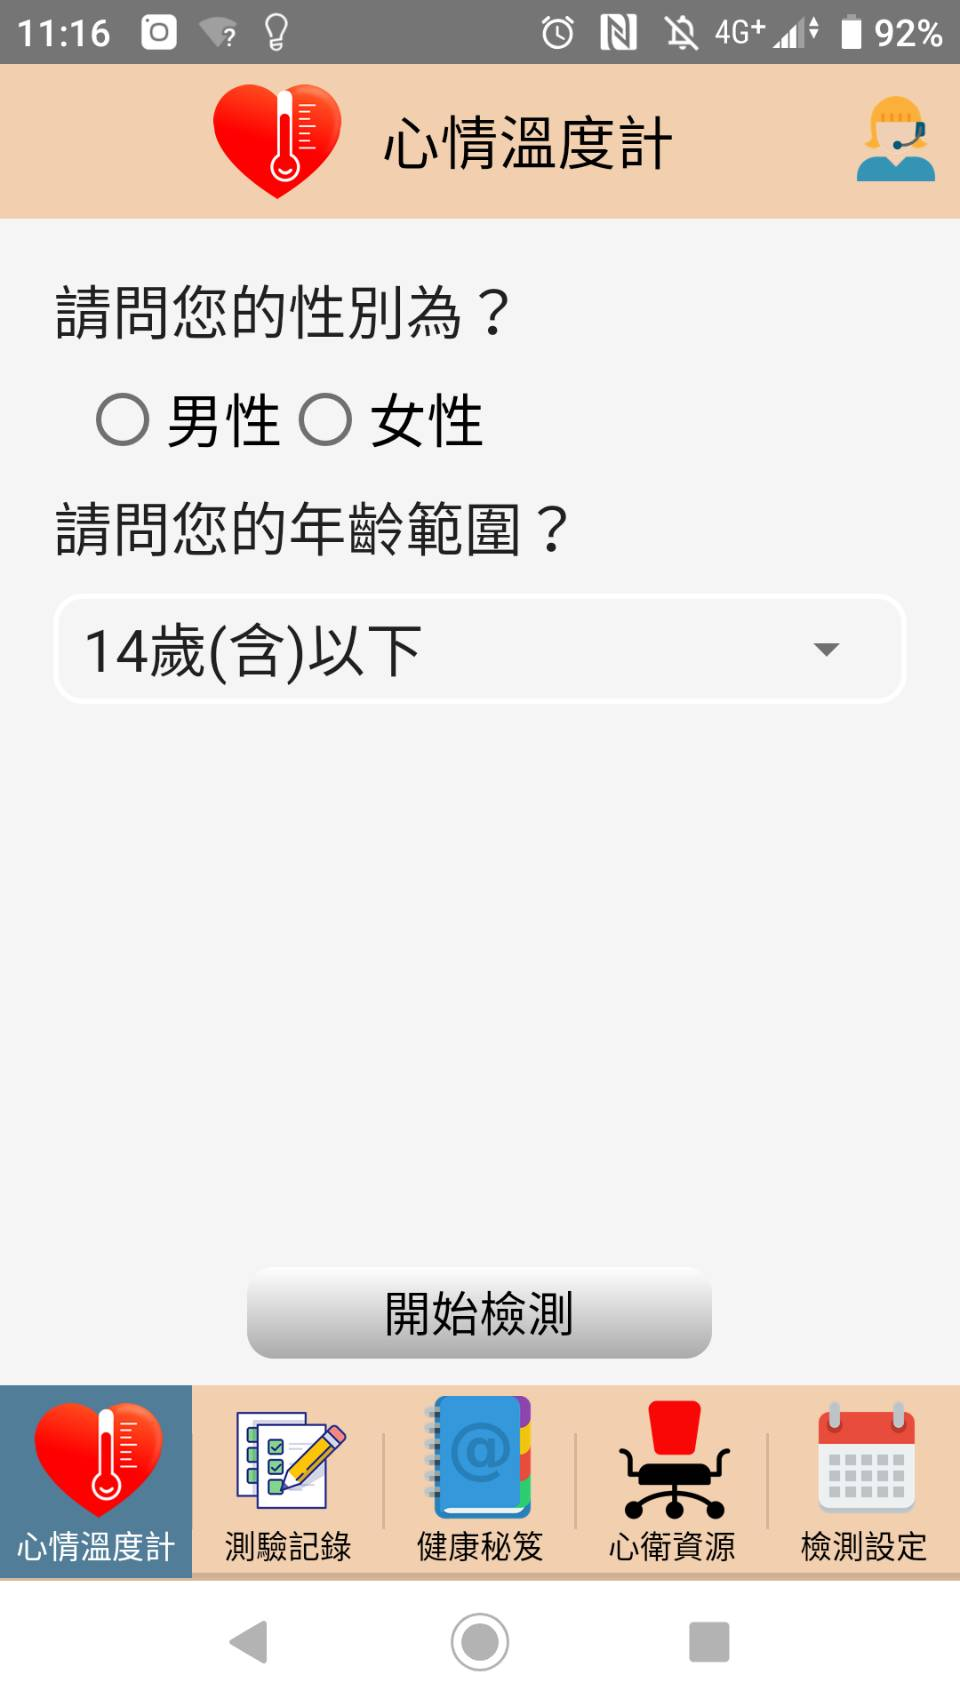 11:16 ? 4G+ 92%
心情溫度計
請問您的性別為？
男性 女性
請問您的年齡範圍？
14歲(含)以下
開始檢測
@
心情溫度計 測驗記錄 健康秘笈 心衛資源 檢測設定